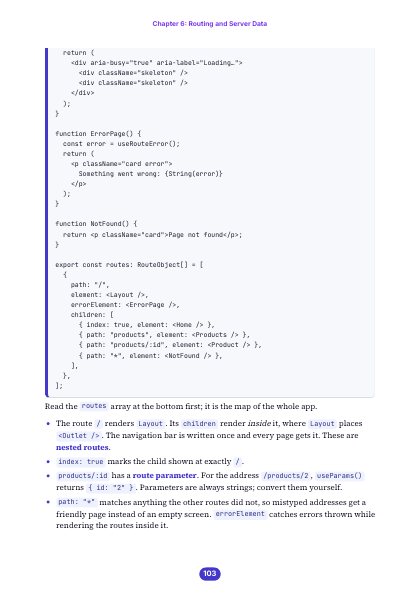 Chapter 6: Routing and Server Data
return (
<div aria-busy="true" aria-label="Loading…">
<div className="skeleton" />
<div className="skeleton" />
</div>
);
}
function ErrorPage() {
const error = useRouteError();
return (
<p className="card error">
Something went wrong: {String(error)}
</p>
);
}
function NotFound() {
return <p className="card">Page not found</p>;
}
export const routes: RouteObject[] = [
{
path: "/",
element: <Layout />,
errorElement: <ErrorPage />,
children: [
{ index: true, element: <Home /> },
{ path: "products", element: <Products /> },
{ path: "products/:id", element: <Product /> },
{ path: "*", element: <NotFound /> },
],
},
];
Read the routes array at the bottom first; it is the map of the whole app.
• The route / renders Layout. Its children render inside it, where Layout places
<Outlet />. The navigation bar is written once and every page gets it. These are
nested routes.
• index: true marks the child shown at exactly /.
• products/:id has a route parameter. For the address /products/2, useParams()
returns { id: "2" }. Parameters are always strings; convert them yourself.
• path: "*" matches anything the other routes did not, so mistyped addresses get a
friendly page instead of an empty screen. errorElement catches errors thrown while
rendering the routes inside it.
103